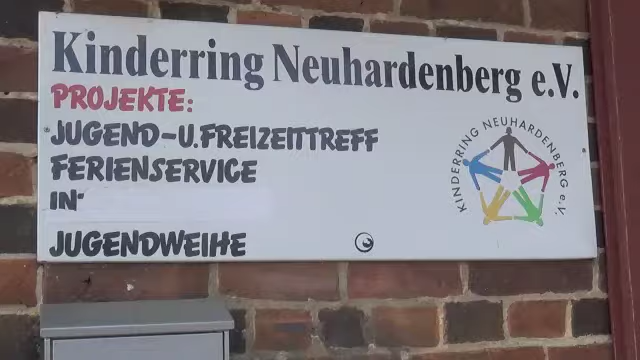 Kinderring Neuhardenberg e.V.
PROJEKTE:
JUGEND-U. FREIZEITTREFF
FERIENSERVICE
IN
JUGENDWEIHE
KINDERRING NEUHARDENBERG e.V.